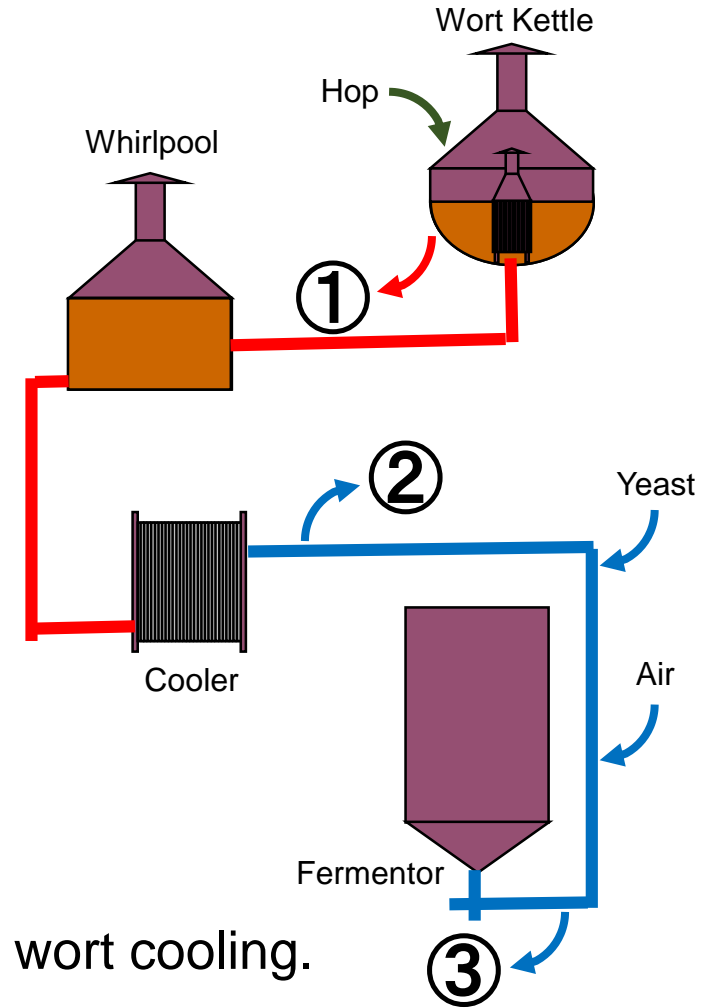 Wort Kettle
Hop
Whirlpool
①
②
Yeast
Cooler
Air
Fermentor
wort cooling.
③